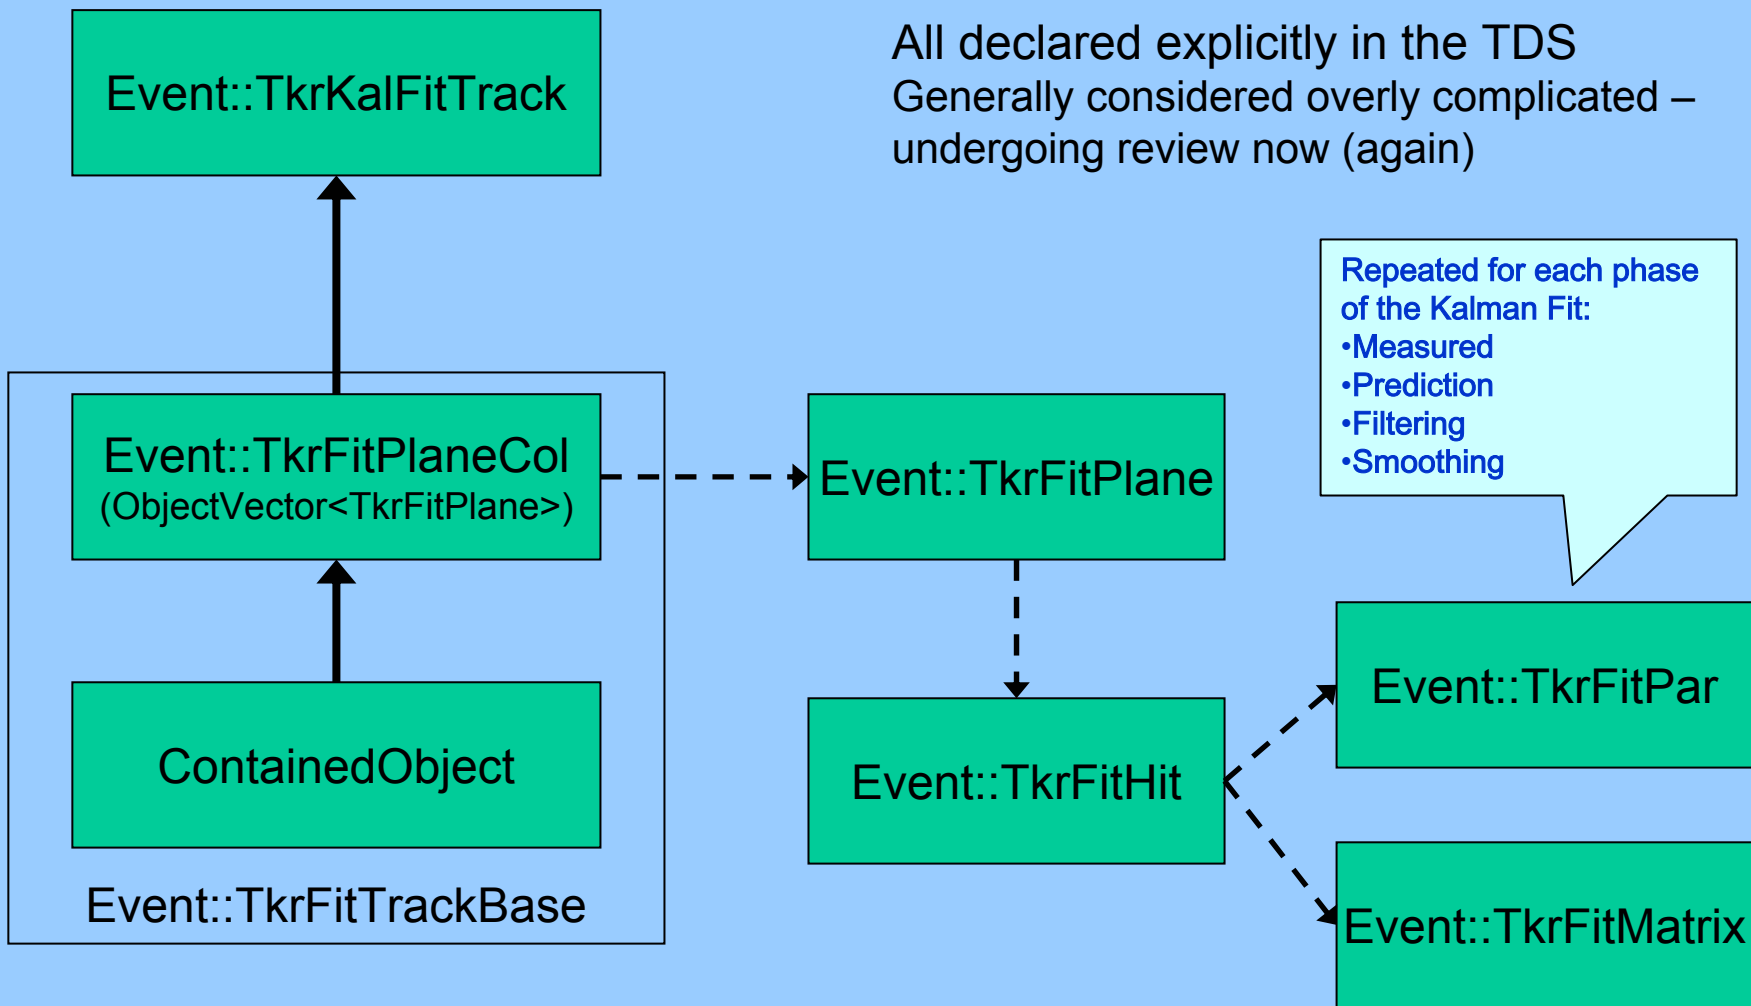 Event::TkrKalFitTrack
All declared explicitly in the TDS
Generally considered overly complicated –
undergoing review now (again)
Repeated for each phase
of the Kalman Fit:
•Measured
•Prediction
•Filtering
•Smoothing
Event::TkrFitPlaneCol
(ObjectVector<TkrFitPlane>)
Event::TkrFitPlane
ContainedObject
Event::TkrFitHit
Event::TkrFitPar
Event::TkrFitTrackBase
Event::TkrFitMatrix